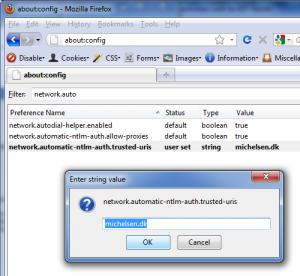 about:config - Mozilla Firefox
File Edit View History Bookmarks Tools Help
about:config
Disable Cookies CSS Forms Images Information Miscella
about:config
Filter: network.auto
Preference Name Status Type Value
network.autodial-helper.enabled default boolean true
network.automatic-ntlm-auth.allow-proxies default boolean true
network.automatic-ntlm-auth.trusted-uris user set string michelsen.dk
Enter string value
network.automatic-ntlm-auth.trusted-uris
michelsen.dk
OK Cancel